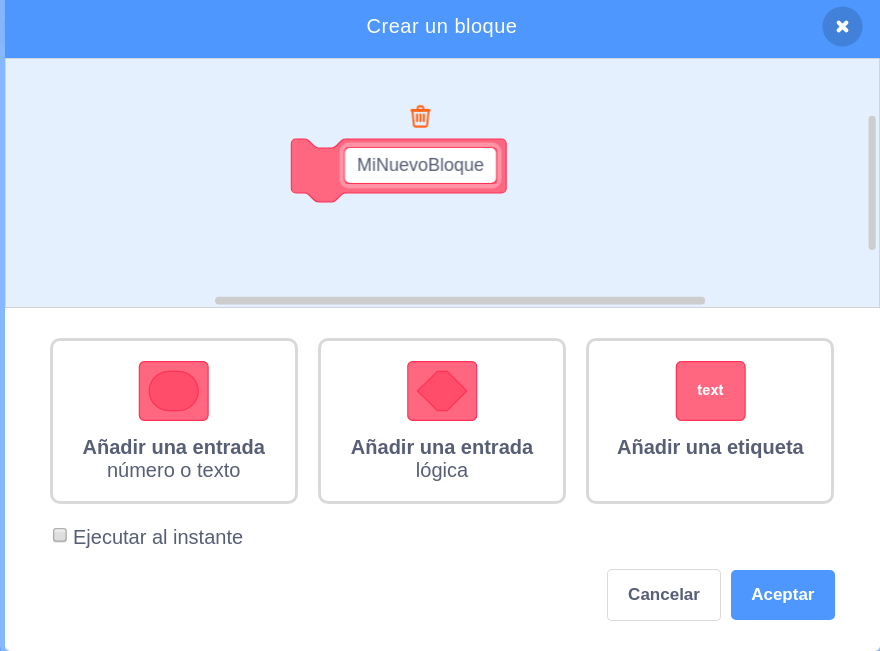 Crear un bloque
MiNuevoBloque
text
Añadir una entrada
número o texto
Añadir una entrada
lógica
Añadir una etiqueta
Ejecutar al instante
Cancelar
Aceptar